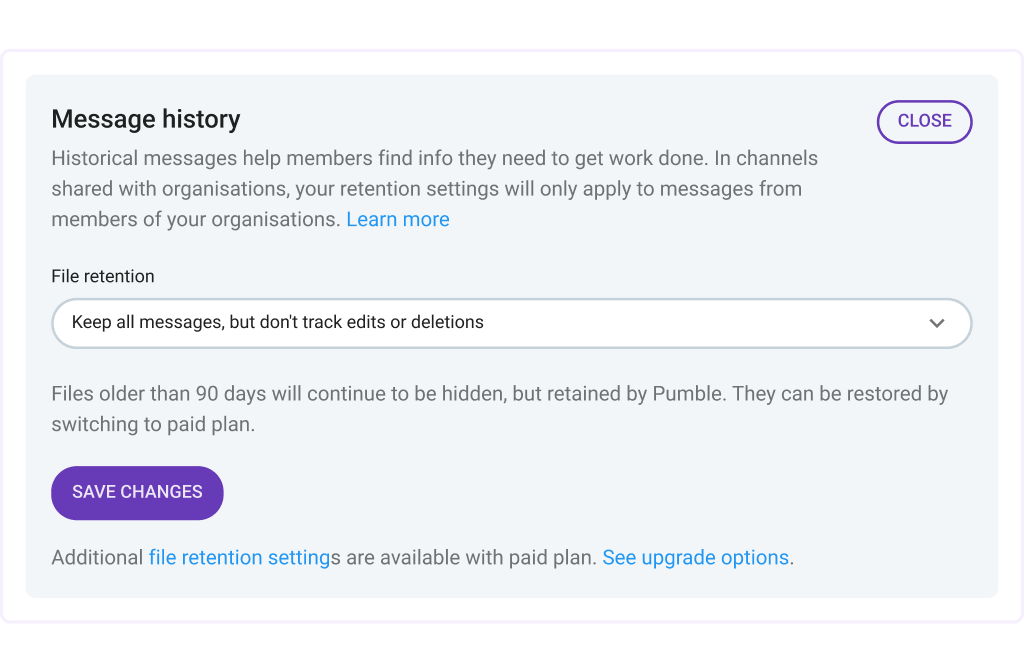 Message history
CLOSE
Historical messages help members find info they need to get work done. In channels
shared with organisations, your retention settings will only apply to messages from
members of your organisations. Learn more
File retention
Keep all messages, but don't track edits or deletions
Files older than 90 days will continue to be hidden, but retained by Pumble. They can be restored by
switching to paid plan.
SAVE CHANGES
Additional file retention settings are available with paid plan. See upgrade options.